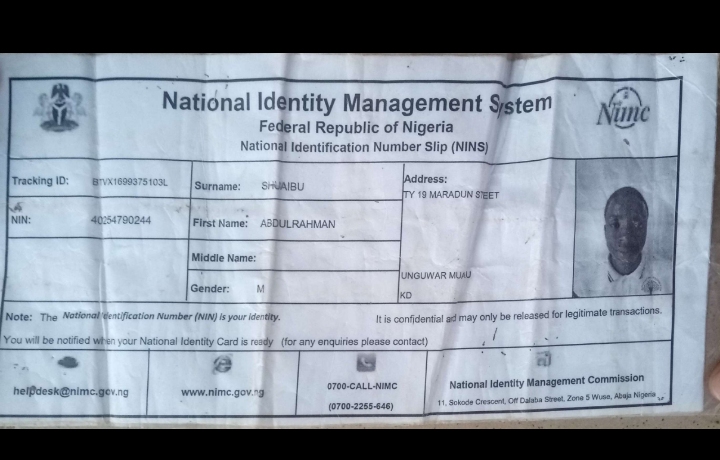 National Identity Management System
Federal Republic of Nigeria
National Identification Number Slip (NINS)
Nimc
Tracking ID: BTVX1699375103L
Surname: SHUAIBU
Address:
TY 19 MARADUN STEET
NIN: 40254790244
First Name: ABDULRAHMAN
Middle Name:
UNGUWAR MUAU
Gender: M
KD
Note: The National Identification Number (NIN) is your identity. It is confidential ad may only be released for legitimate transactions.
You will be notified when your National Identity Card is ready (for any enquiries please contact)
helpdesk@nimc.gov.ng
www.nimc.gov.ng
0700-CALL-NIMC
(0700-2255-646)
National Identity Management Commission
11, Sokode Crescent, Off Dalaba Street, Zone 5 Wuse, Abuja Nigeria